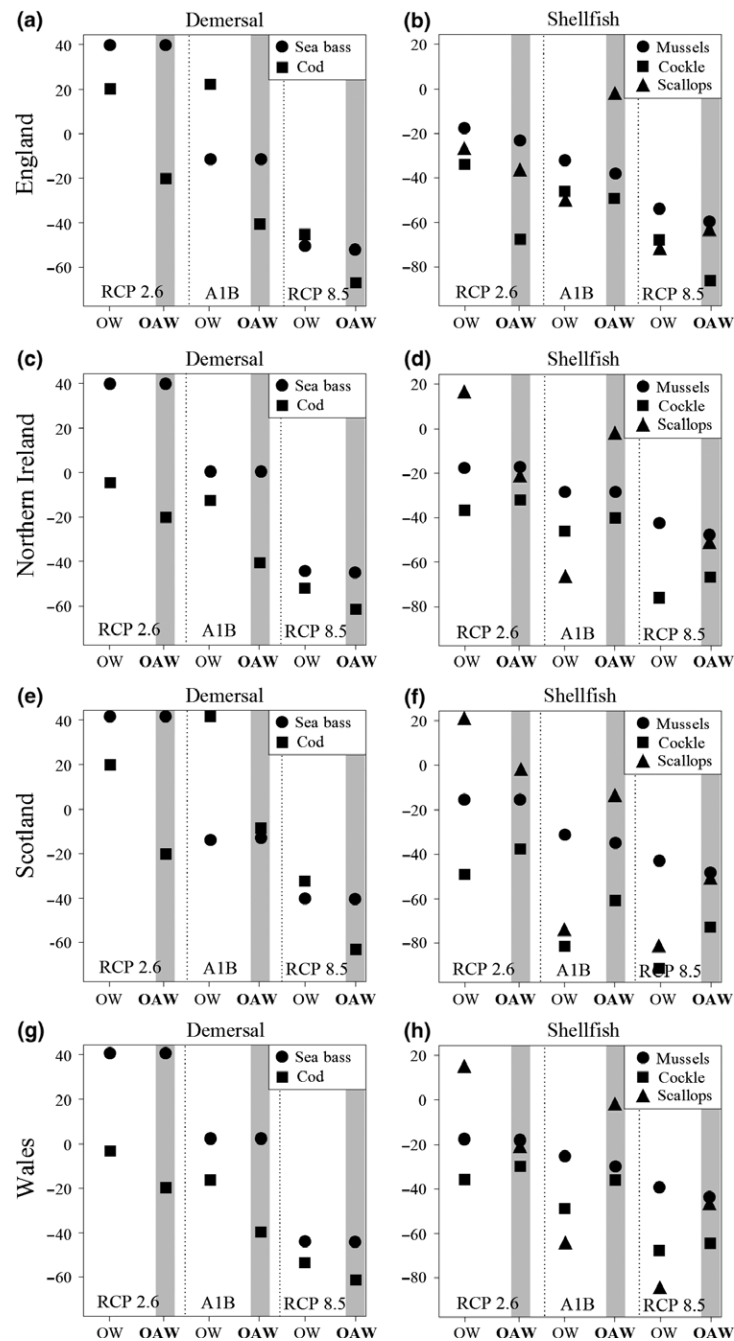 (a) Demersal
40
20
0
−20
−40
−60
England
Sea bass
Cod
RCP 2.6 A1B RCP 8.5
OW OAW OW OAW OW OAW
(b) Shellfish
20
0
−20
−40
−60
−80
Mussels
Cockle
Scallops
RCP 2.6 A1B RCP 8.5
OW OAW OW OAW OW OAW
(c) Demersal
40
20
0
−20
−40
−60
Northern Ireland
Sea bass
Cod
RCP 2.6 A1B RCP 8.5
OW OAW OW OAW OW OAW
(d) Shellfish
20
0
−20
−40
−60
−80
Mussels
Cockle
Scallops
RCP 2.6 A1B RCP 8.5
OW OAW OW OAW OW OAW
(e) Demersal
40
20
0
−20
−40
−60
Scotland
Sea bass
Cod
RCP 2.6 A1B RCP 8.5
OW OAW OW OAW OW OAW
(f) Shellfish
20
0
−20
−40
−60
−80
Mussels
Cockle
Scallops
RCP 2.6 A1B RCP 8.5
OW OAW OW OAW OW OAW
(g) Demersal
40
20
0
−20
−40
−60
Wales
Sea bass
Cod
RCP 2.6 A1B RCP 8.5
OW OAW OW OAW OW OAW
(h) Shellfish
20
0
−20
−40
−60
−80
Mussels
Cockle
Scallops
RCP 2.6 A1B RCP 8.5
OW OAW OW OAW OW OAW